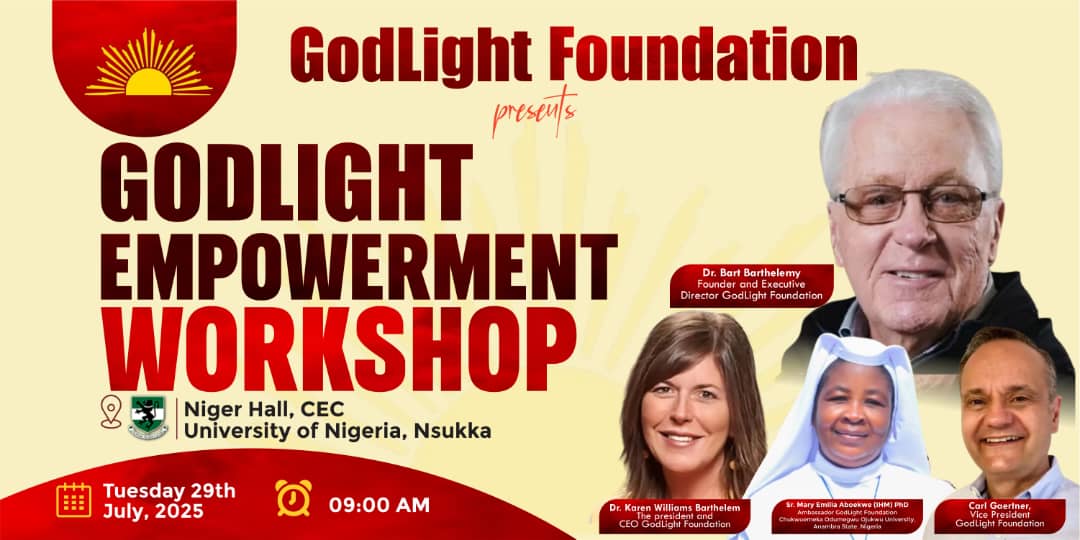 GodLight Foundation
presents
GODLIGHT
EMPOWERMENT
WORKSHOP
Niger Hall, CEC
University of Nigeria, Nsukka
Tuesday 29th
July, 2025
09:00 AM
Dr. Bart Barthelemy
Founder and Executive
Director GodLight Foundation
Dr. Karen Williams Barthelem
The president and
CEO GodLight Foundation
Sr. Mary Emilia Aboekwe (IHM) PhD
Ambassador GodLight Foundation
Chukwuemeka Odumegwu Ojukwu University,
Anambra State, Nigeria
Carl Gaertner,
Vice President
GodLight Foundation